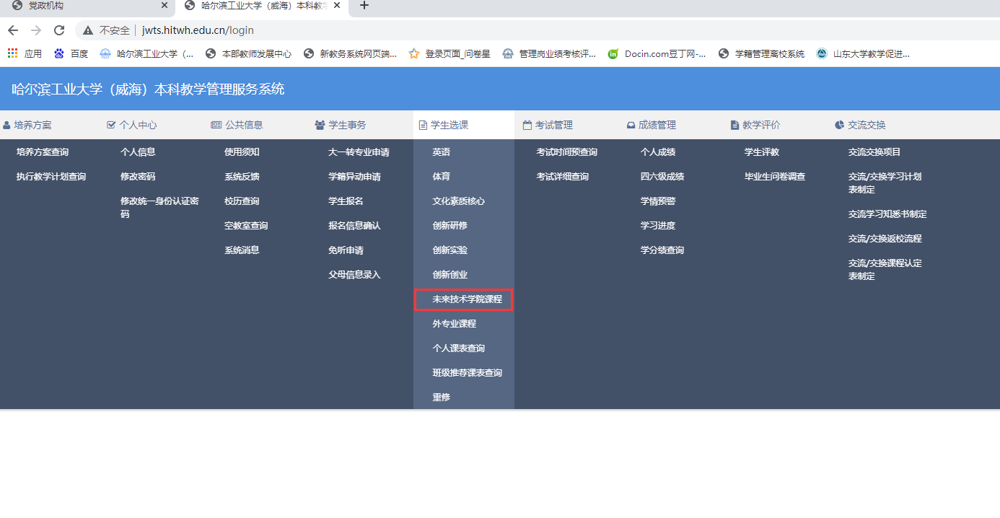 党政机构
哈尔滨工业大学（威海）本科教学
不安全 | jwts.hitwh.edu.cn/login
应用 百度 哈尔滨工业大学（... 本部教师发展中心 新教务系统网页端... 登录页面_问卷星 管理岗业绩考核评... Docin.com豆丁网-... 学籍管理离校系统 山东大学教学促进...
哈尔滨工业大学（威海）本科教学管理服务系统
培养方案 个人中心 公共信息 学生事务 学生选课 考试管理 成绩管理 教学评价 交流交换
培养方案查询
执行教学计划查询
个人信息
修改密码
修改统一身份认证密
码
使用须知
系统反馈
校历查询
空教室查询
系统消息
大一转专业申请
学籍异动申请
学生报名
报名信息确认
免听申请
父母信息录入
英语
体育
文化素质核心
创新研修
创新实验
创新创业
未来技术学院课程
外专业课程
个人课表查询
班级推荐课表查询
重修
考试时间预查询
考试详细查询
个人成绩
四六级成绩
学情预警
学习进度
学分绩查询
学生评教
毕业生问卷调查
交流交换项目
交流/交换学习计划
表制定
交流学习知悉书制定
交流/交换返校流程
交流/交换课程认定
表制定